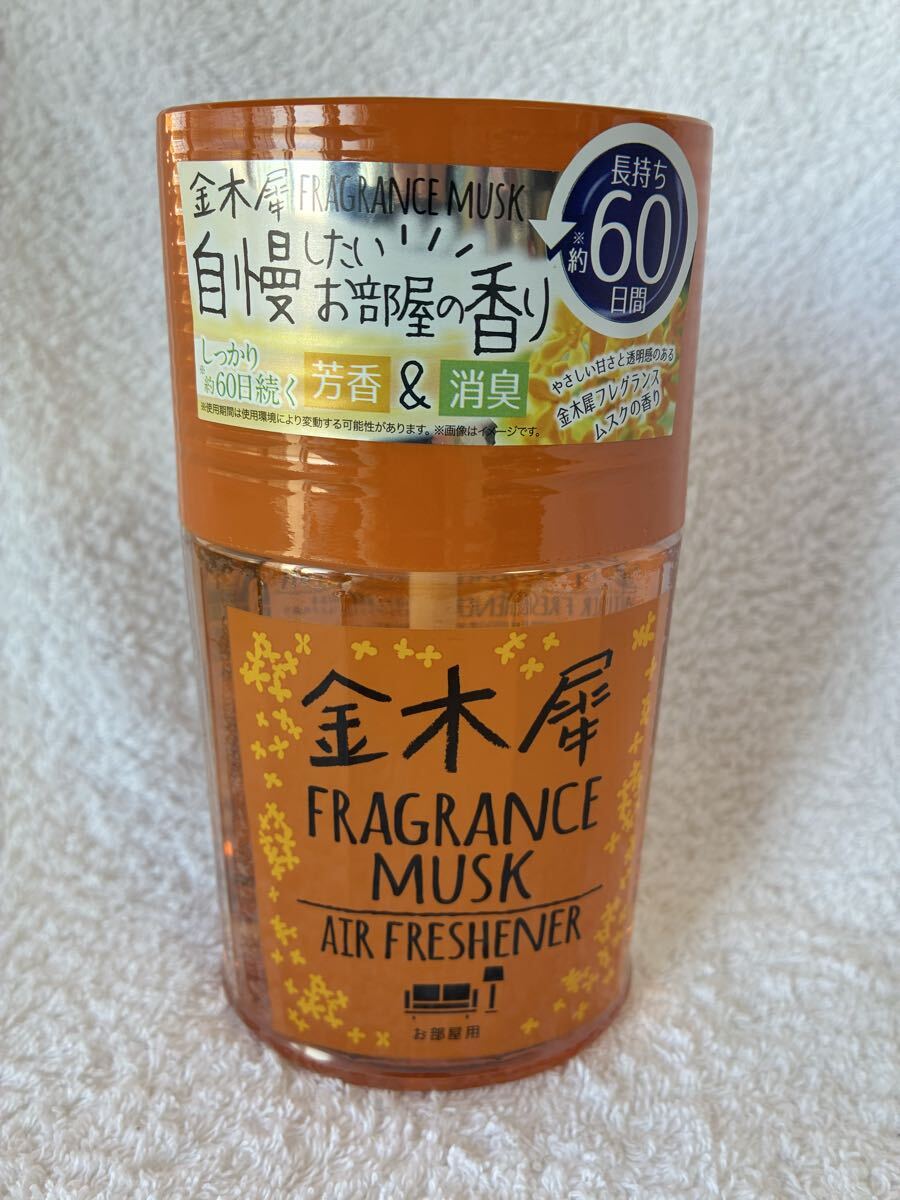 金木犀 FRAGRANCE MUSK
自慢したい
お部屋の香り
長持ち
※約60日間
しっかり
※約60日続く
芳香&消臭
※使用期間は使用環境により変動する可能性があります。※画像はイメージです。
やさしい甘さと透明感のある
金木犀フレグランス
ムスクの香り
金木犀
FRAGRANCE
MUSK
AIR FRESHENER
お部屋用